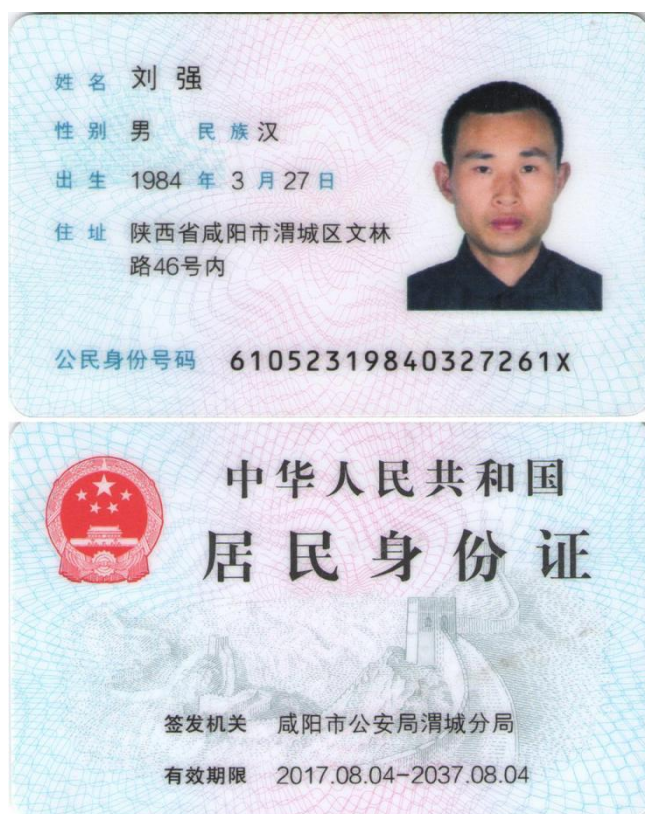 姓名 刘强
性别 男 民族 汉
出生 1984 年 3 月 27 日
住址 陕西省咸阳市渭城区文林
路46号内
公民身份号码 61052319840327261X
中华人民共和国
居民身份证
签发机关 咸阳市公安局渭城分局
有效期限 2017.08.04-2037.08.04